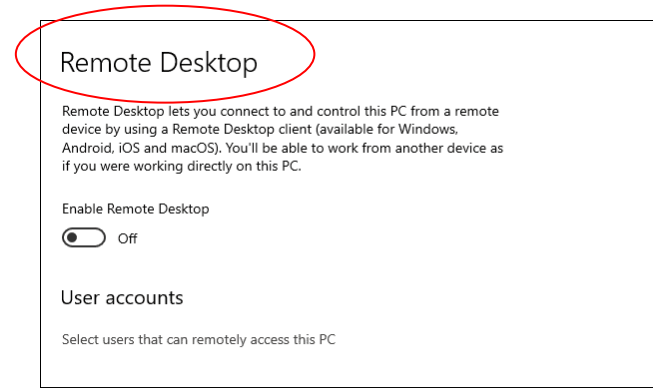 Remote Desktop
Remote Desktop lets you connect to and control this PC from a remote
device by using a Remote Desktop client (available for Windows,
Android, iOS and macOS). You'll be able to work from another device as
if you were working directly on this PC.
Enable Remote Desktop
Off
User accounts
Select users that can remotely access this PC